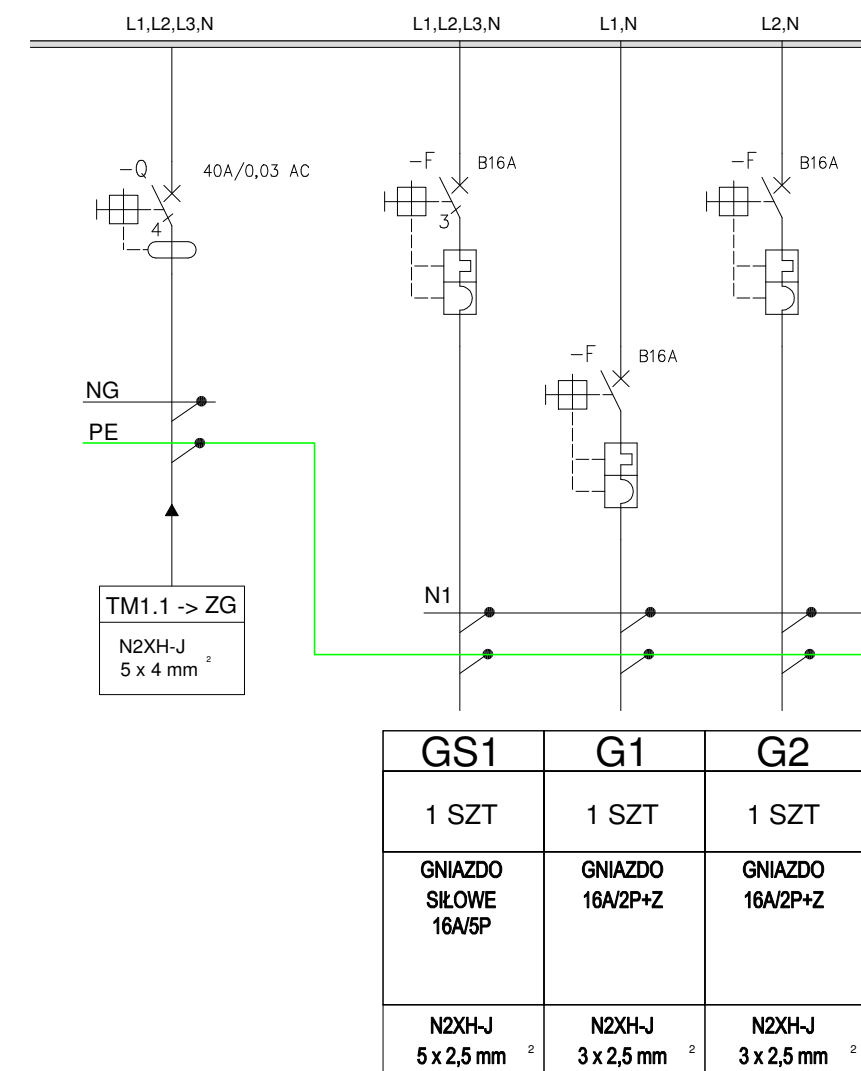 L1,L2,L3,N L1,L2,L3,N L1,N L2,N
-Q 40A/0,03 AC -F B16A -F B16A
4 3
-F B16A
NG
PE
TM1.1 -> ZG
N2XH-J
5 x 4 mm 2
N1
GS1 G1 G2
1 SZT 1 SZT 1 SZT
GNIAZDO GNIAZDO GNIAZDO
SIŁOWE 16A/2P+Z 16A/2P+Z
16A/5P
N2XH-J N2XH-J N2XH-J
5 x 2,5 mm 2 3 x 2,5 mm 2 3 x 2,5 mm 2